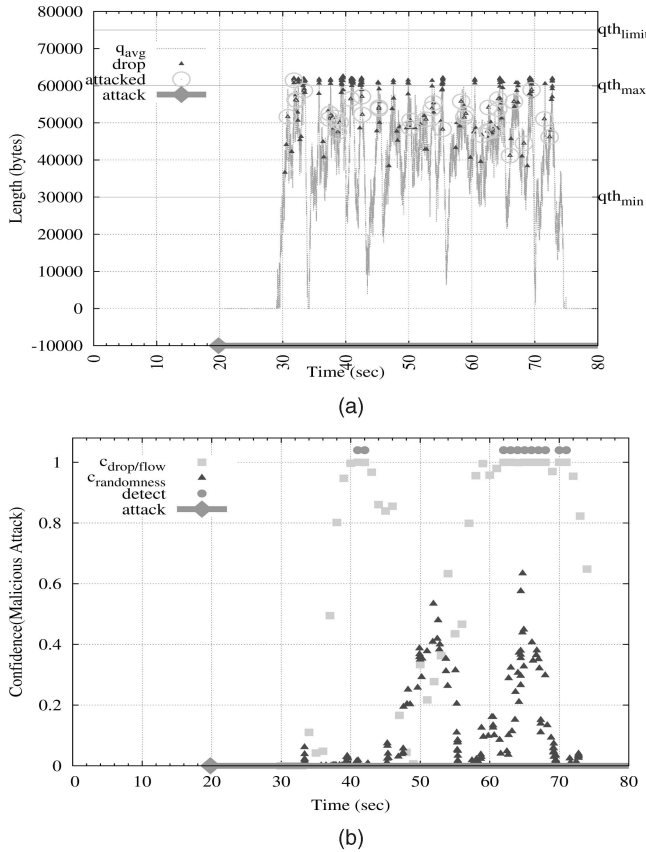 80000
70000
60000
50000
40000
30000
20000
10000
0
-10000
Length (bytes)
q_avg
drop
attacked
attack
qth_limit
qth_max
qth_min
0
10
20
30
40
50
60
70
80
Time (sec)
(a)
1
0.8
0.6
0.4
0.2
0
Confidence(Malicious Attack)
c_drop/flow
c_randomness
detect
attack
0
10
20
30
40
50
60
70
80
Time (sec)
(b)